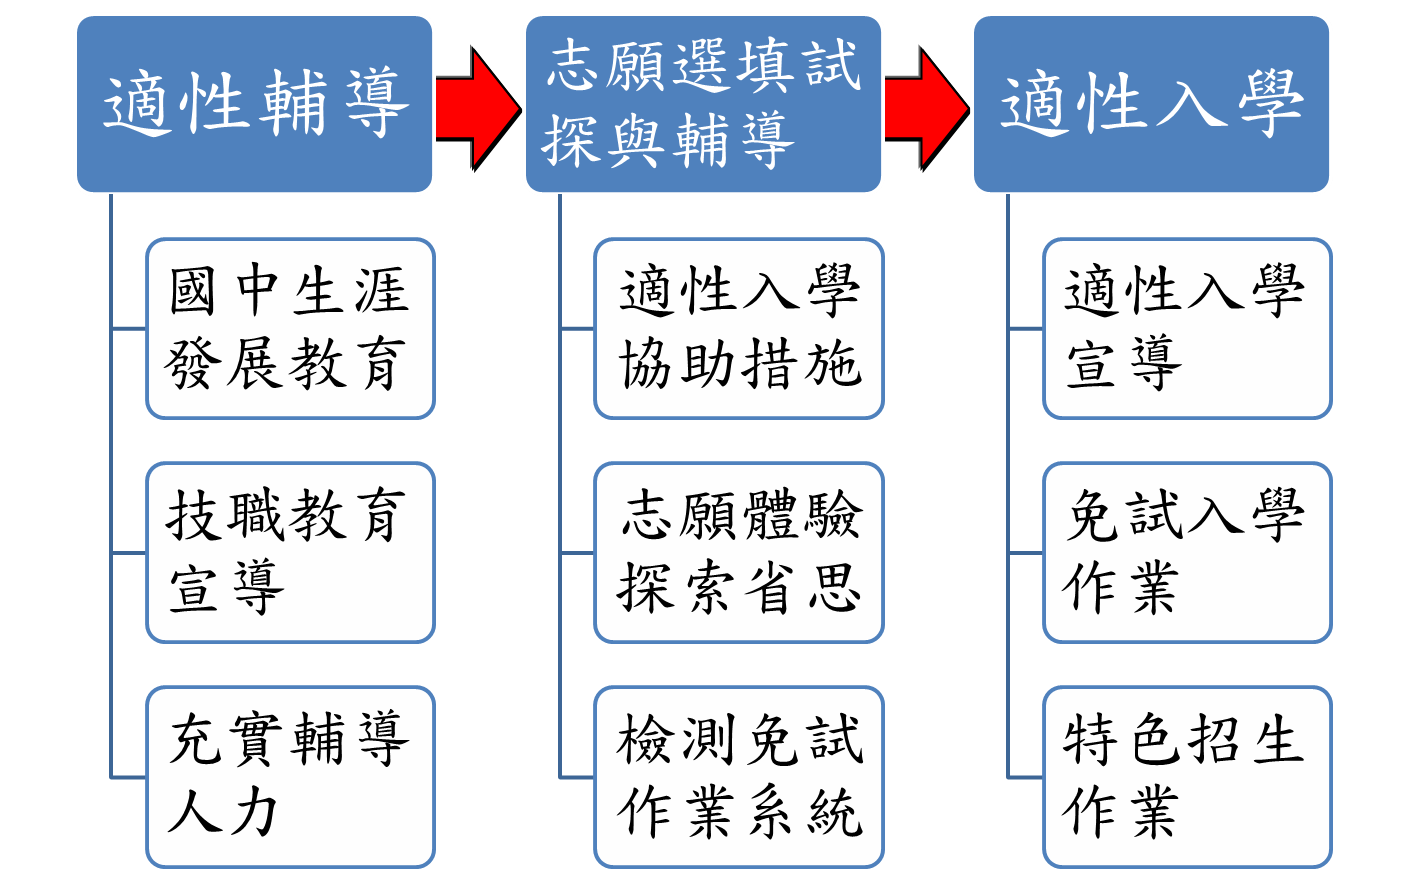 適性輔導
國中生涯
發展教育
技職教育
宣導
充實輔導
人力
志願選填試
探與輔導
適性入學
協助措施
志願體驗
探索省思
檢測免試
作業系統
適性入學
適性入學
宣導
免試入學
作業
特色招生
作業